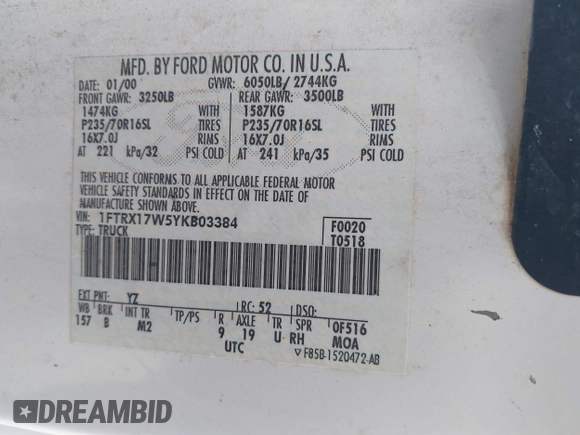 MFD. BY FORD MOTOR CO. IN U.S.A.
DATE: 01/00 GVWR: 6050LB/ 2744KG
FRONT GAWR: 3250LB REAR GAWR: 3500LB
1474KG WITH 1587KG WITH
P235/70R16SL TIRES P235/70R16SL TIRES
16X7.0J RIMS 16X7.0J RIMS
AT 221 kPa/32 PSI COLD AT 241 kPa/35 PSI COLD
THIS VEHICLE CONFORMS TO ALL APPLICABLE FEDERAL MOTOR
VEHICLE SAFETY STANDARDS IN EFFECT ON THE DATE OF
MANUFACTURE SHOWN ABOVE.
VIN: 1FTRX17W5YKB03384 F0020
TYPE: TRUCK T0518
EXT PNT: YZ RC: 52 DSO:
WB BRK INT TR TP/PS R AXLE TR SPR 0F516
157 B M2 9 19 U RH MOA
UTC F85B-1520472-AB
DREAMBID